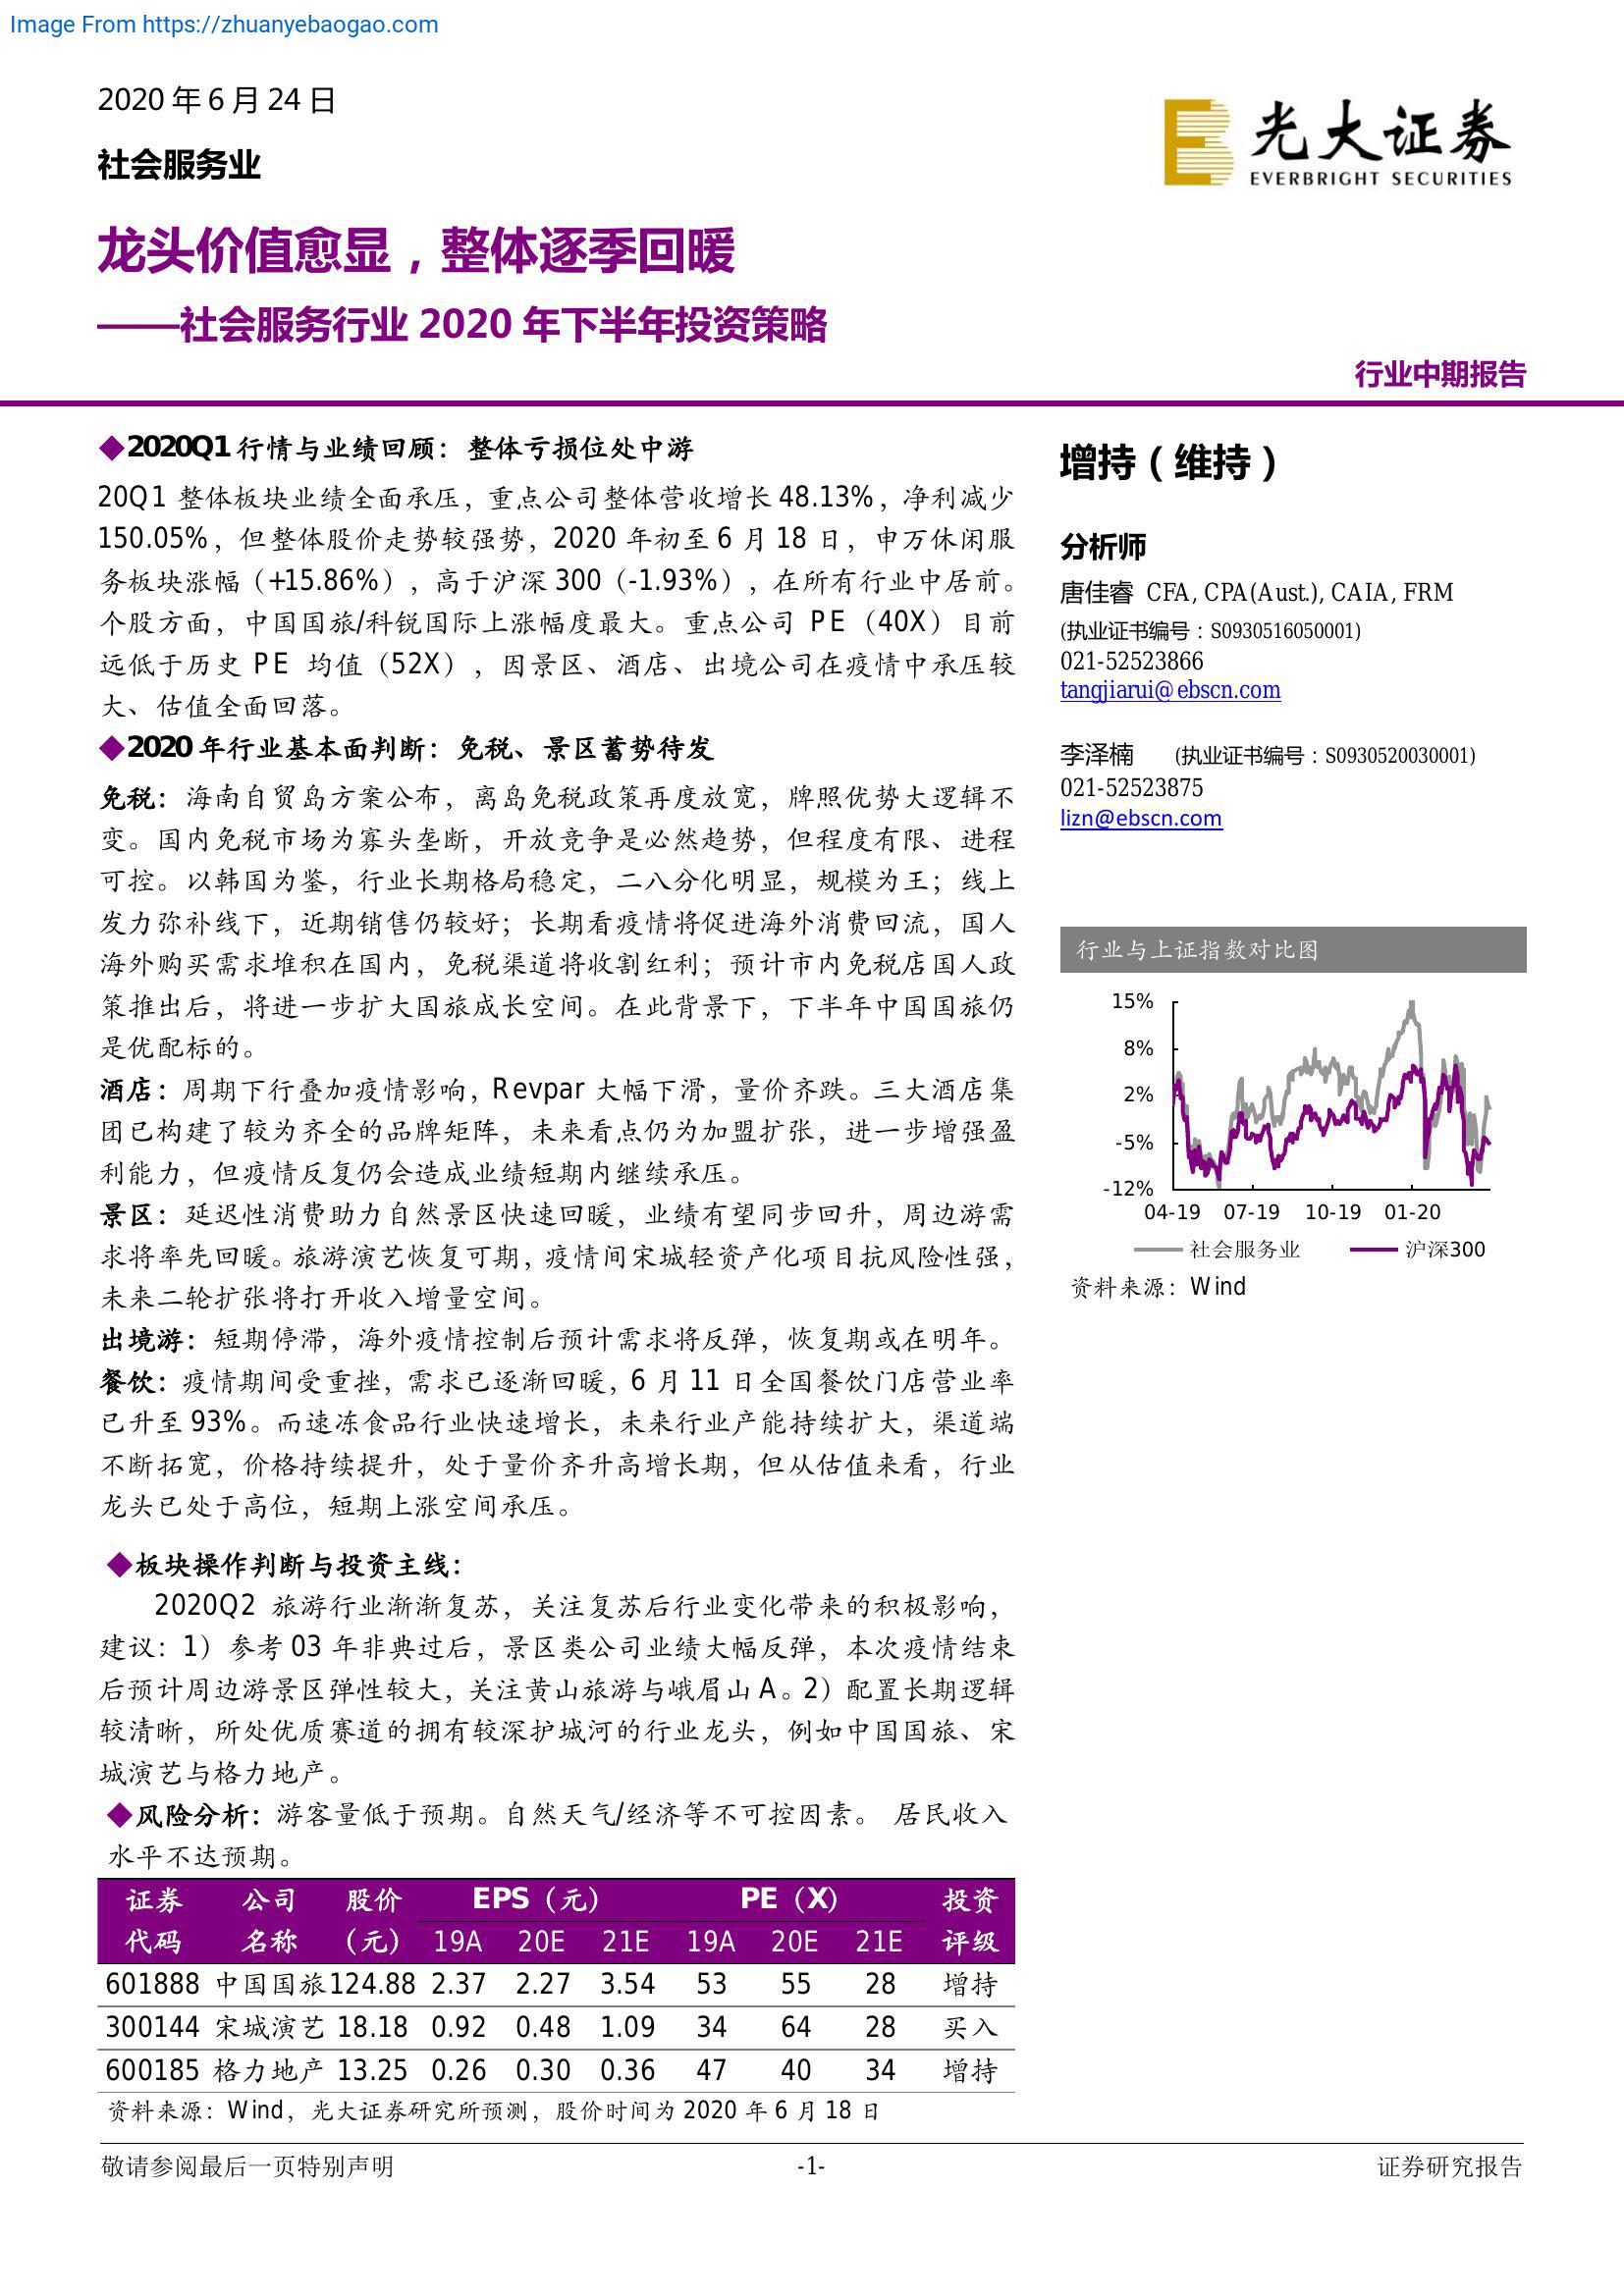 Image From https://zhuanyebaogao.com
2020 年 6 月 24 日
社会服务业
光大证券
EVERBRIGHT SECURITIES
龙头价值愈显，整体逐季回暖
——社会服务行业 2020 年下半年投资策略
行业中期报告
◆2020Q1 行情与业绩回顾：整体亏损位处中游
20Q1 整体板块业绩全面承压，重点公司整体营收增长 48.13%，净利减少
150.05%，但整体股价走势较强势，2020 年初至 6 月 18 日，申万休闲服
务板块涨幅（+15.86%），高于沪深 300（-1.93%），在所有行业中居前。
个股方面，中国国旅/科锐国际上涨幅度最大。重点公司 PE（40X）目前
远低于历史 PE 均值（52X），因景区、酒店、出境公司在疫情中承压较
大、估值全面回落。
◆2020 年行业基本面判断：免税、景区蓄势待发
免税：海南自贸岛方案公布，离岛免税政策再度放宽，牌照优势大逻辑不
变。国内免税市场为寡头垄断，开放竞争是必然趋势，但程度有限、进程
可控。以韩国为鉴，行业长期格局稳定，二八分化明显，规模为王；线上
发力弥补线下，近期销售仍较好；长期看疫情将促进海外消费回流，国人
海外购买需求堆积在国内，免税渠道将收割红利；预计市内免税店国人政
策推出后，将进一步扩大国旅成长空间。在此背景下，下半年中国国旅仍
是优配标的。
酒店：周期下行叠加疫情影响，Revpar 大幅下滑，量价齐跌。三大酒店集
团已构建了较为齐全的品牌矩阵，未来看点仍为加盟扩张，进一步增强盈
利能力，但疫情反复仍会造成业绩短期内继续承压。
景区：延迟性消费助力自然景区快速回暖，业绩有望同步回升，周边游需
求将率先回暖。旅游演艺恢复可期，疫情间宋城轻资产化项目抗风险性强，
未来二轮扩张将打开收入增量空间。
出境游：短期停滞，海外疫情控制后预计需求将反弹，恢复期或在明年。
餐饮：疫情期间受重挫，需求已逐渐回暖，6 月 11 日全国餐饮门店营业率
已升至 93%。而速冻食品行业快速增长，未来行业产能持续扩大，渠道端
不断拓宽，价格持续提升，处于量价齐升高增长期，但从估值来看，行业
龙头已处于高位，短期上涨空间承压。
◆板块操作判断与投资主线：
2020Q2 旅游行业渐渐复苏，关注复苏后行业变化带来的积极影响，
建议：1）参考 03 年非典过后，景区类公司业绩大幅反弹，本次疫情结束
后预计周边游景区弹性较大，关注黄山旅游与峨眉山 A。2）配置长期逻辑
较清晰，所处优质赛道的拥有较深护城河的行业龙头，例如中国国旅、宋
城演艺与格力地产。
◆风险分析：游客量低于预期。自然天气/经济等不可控因素。 居民收入
水平不达预期。
证券 公司 股价 EPS（元） PE（X） 投资
代码 名称 （元） 19A 20E 21E 19A 20E 21E 评级
601888 中国国旅 124.88 2.37 2.27 3.54 53 55 28 增持
300144 宋城演艺 18.18 0.92 0.48 1.09 34 64 28 买入
600185 格力地产 13.25 0.26 0.30 0.36 47 40 34 增持
资料来源：Wind，光大证券研究所预测，股价时间为 2020 年 6 月 18 日
增持（维持）
分析师
唐佳睿 CFA, CPA(Aust.), CAIA, FRM
(执业证书编号：S0930516050001)
021-52523866
tangjiarui@ebscn.com
李泽楠 (执业证书编号：S0930520030001)
021-52523875
lizn@ebscn.com
行业与上证指数对比图
15%
8%
2%
-5%
-12%
04-19 07-19 10-19 01-20
社会服务业 沪深300
资料来源：Wind
敬请参阅最后一页特别声明 -1- 证券研究报告